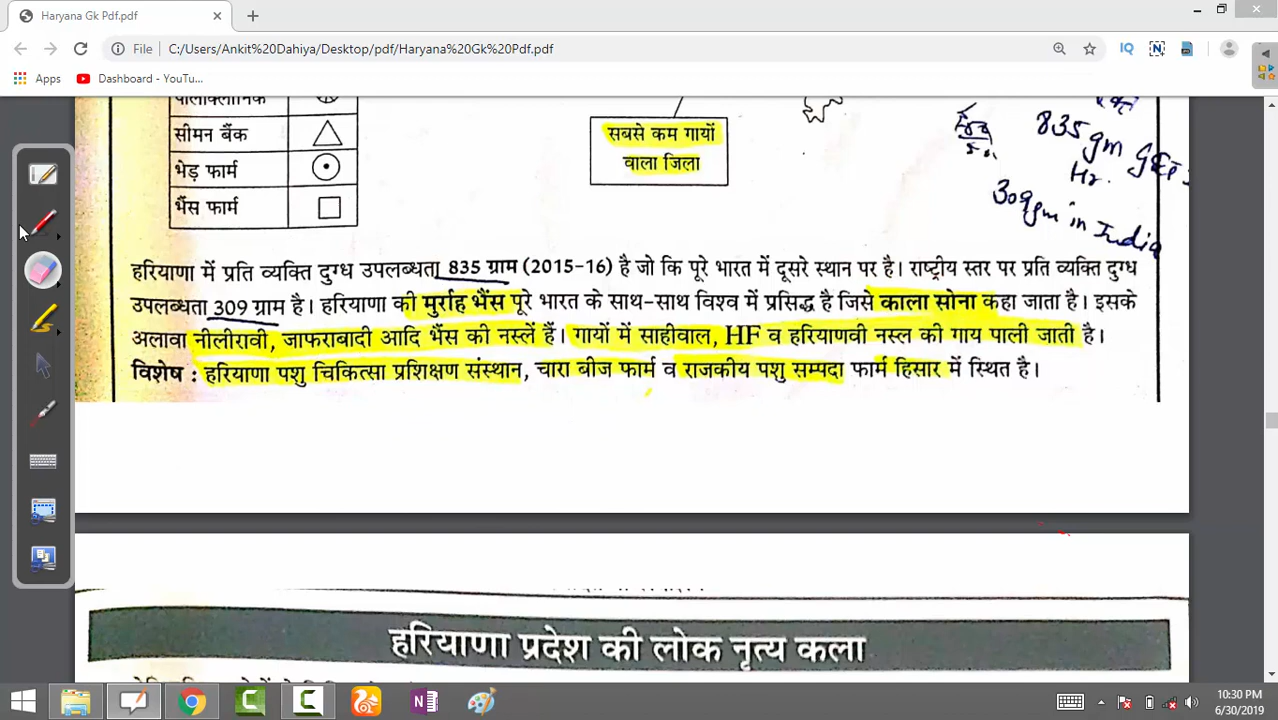 Haryana Gk Pdf.pdf
File C:/Users/Ankit%20Dahiya/Desktop/pdf/Haryana%20Gk%20Pdf.pdf
IQ
Apps Dashboard - YouTu...
पॉलीक्लीनिक
सीमन बैंक
भेड़ फार्म
भैंस फार्म
सबसे कम गायों
वाला जिला
835 gm
Hr.
309gm in India
हरियाणा में प्रति व्यक्ति दुग्ध उपलब्धता 835 ग्राम (2015-16) है जो कि पूरे भारत में दूसरे स्थान पर है। राष्ट्रीय स्तर पर प्रति व्यक्ति दुग्ध
उपलब्धता 309 ग्राम है। हरियाणा की मुर्राह भैंस पूरे भारत के साथ-साथ विश्व में प्रसिद्ध है जिसे काला सोना कहा जाता है। इसके
अलावा नीलीरावी, जाफराबादी आदि भैंस की नस्लें हैं। गायों में साहीवाल, HF व हरियाणवी नस्ल की गाय पाली जाती है।
विशेष : हरियाणा पशु चिकित्सा प्रशिक्षण संस्थान, चारा बीज फार्म व राजकीय पशु सम्पदा फार्म हिसार में स्थित है।
हरियाणा प्रदेश की लोक नृत्य कला
10:30 PM
6/30/2019